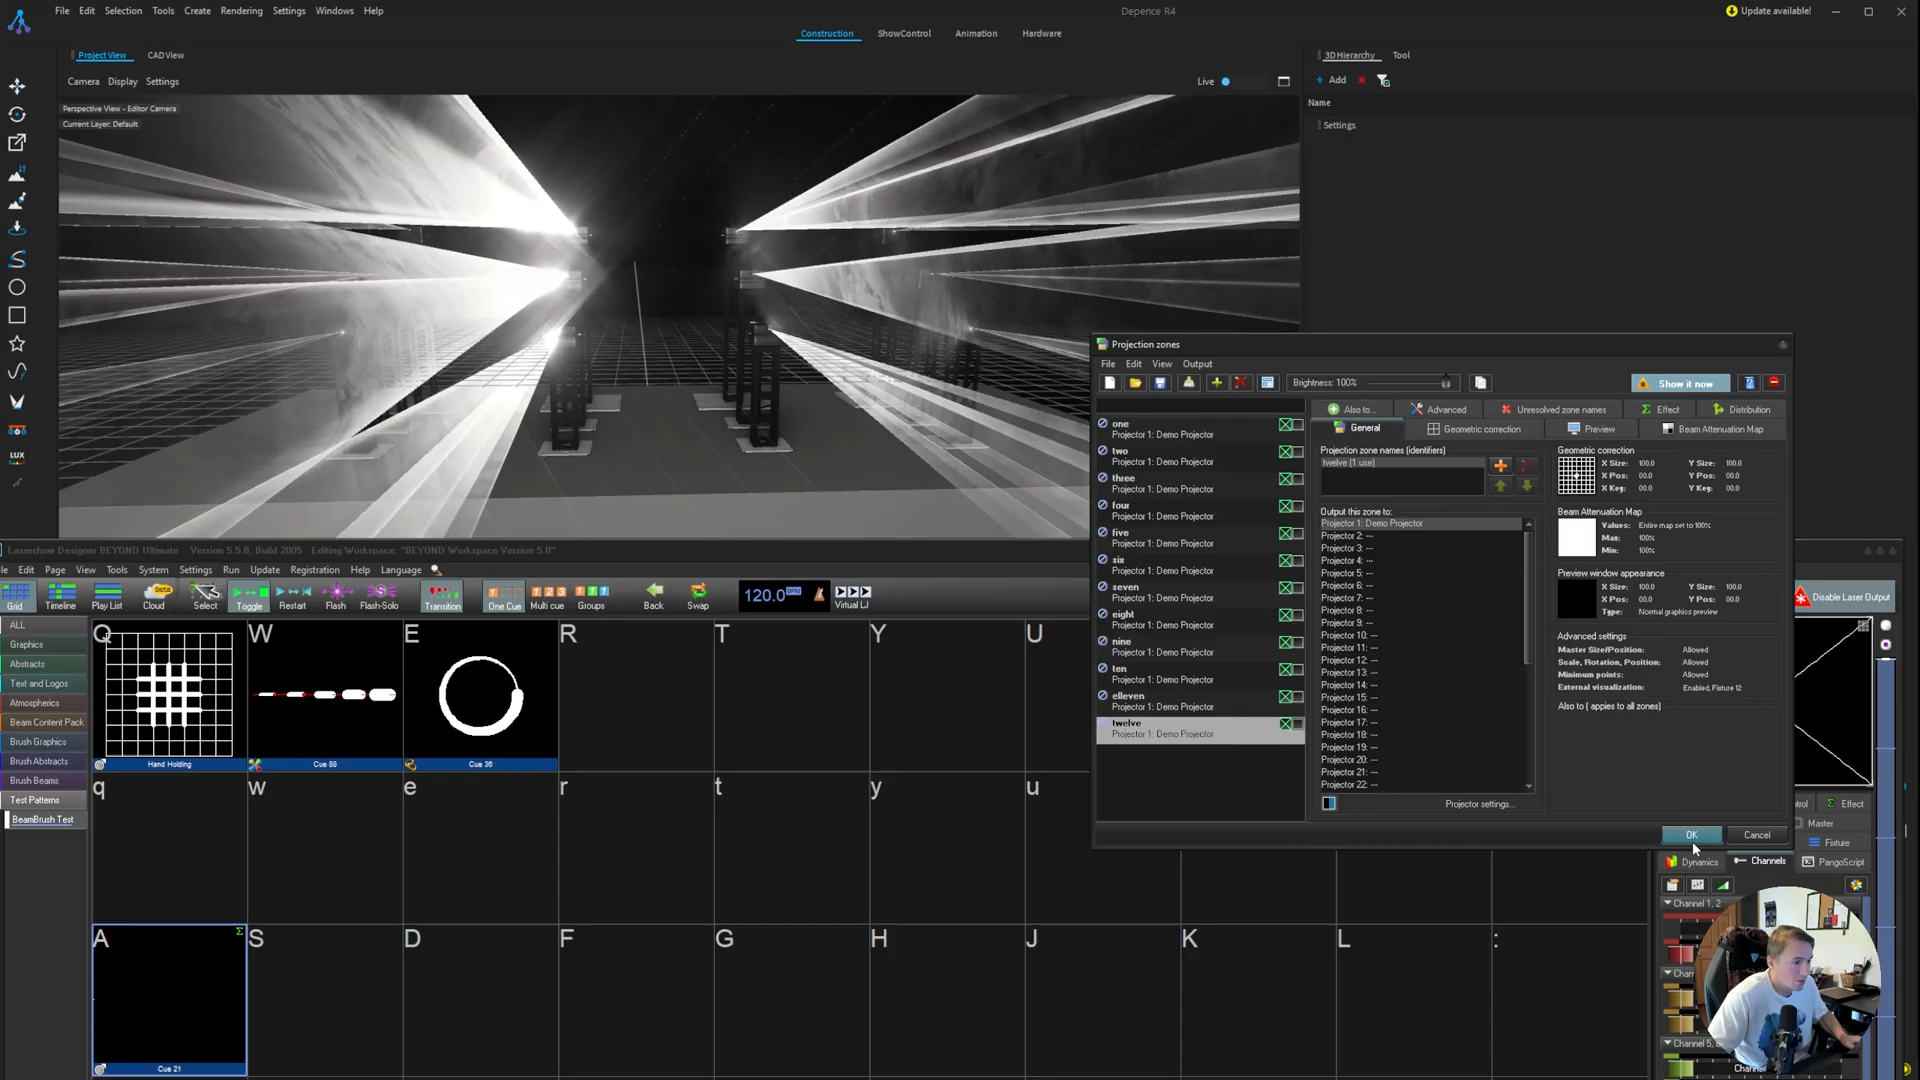 File Edit Selection Tools Create Rendering Settings Windows Help
Depence R4
Update available!
Construction ShowControl Animation Hardware
Project View CAD View
3D Hierarchy Tool
Camera Display Settings
Live
+ Add
Name
Settings
Perspective View - Editor Camera
Current Layer: Default
LUX
Projection zones
File Edit View Output
Brightness: 100%
Show it now
Also to... Advanced Unresolved zone names Effect Distribution
General Geometric correction Preview Beam Attenuation Map
one
Projector 1: Demo Projector
two
Projector 1: Demo Projector
three
Projector 1: Demo Projector
four
Projector 1: Demo Projector
five
Projector 1: Demo Projector
six
Projector 1: Demo Projector
seven
Projector 1: Demo Projector
eight
Projector 1: Demo Projector
nine
Projector 1: Demo Projector
ten
Projector 1: Demo Projector
elleven
Projector 1: Demo Projector
twelve
Projector 1: Demo Projector
Projection zone names (identifiers)
twelve (1 use)
Output this zone to:
Projector 1: Demo Projector
Projector 2: ---
Projector 3: ---
Projector 4: ---
Projector 5: ---
Projector 6: ---
Projector 7: ---
Projector 8: ---
Projector 9: ---
Projector 10: ---
Projector 11: ---
Projector 12: ---
Projector 13: ---
Projector 14: ---
Projector 15: ---
Projector 16: ---
Projector 17: ---
Projector 18: ---
Projector 19: ---
Projector 20: ---
Projector 21: ---
Projector 22: ---
Projector settings...
Geometric correction
X Size: 100.0 Y Size: 100.0
X Pos: 00.0 Y Pos: 00.0
X Key: 00.0 Y Key: 00.0
Beam Attenuation Map
Values: Entire map set to 100%
Max: 100%
Min: 100%
Preview window appearance
X Size: 100.0 Y Size: 100.0
X Pos: 00.0 Y Pos: 00.0
Type: Normal graphics preview
Advanced settings
Master Size/Position: Allowed
Scale, Rotation, Position: Allowed
Minimum points: Allowed
External visualization: Enabled, Fixture 12
Also to ( appies to all zones)
OK Cancel
Lasershow Designer BEYOND Ultimate Version 5.5.0, Build 2005 Editing Workspace: "BEYOND Workspace Version 5.0"
Edit Page View Tools System Settings Run Update Registration Help Language
Grid Timeline Play List Cloud beta Select Toggle Restart Flash Flash-Solo Transition One Cue Multi cue Groups Back Swap 120.0 BPM Virtual LJ
Disable Laser Output
ALL
Graphics
Abstracts
Text and Logos
Atmospherics
Beam Content Pack
Brush Graphics
Brush Abstracts
Brush Beams
Test Patterns
BeamBrush Test
Q W E R T Y U
Hand Holding Cue 88 Cue 36
q w e r t y u
A S D F G H J K L :
Cue 21
Effect
Master
Fixture
Dynamics Channels PangoScript
Channel 1, 2
Channel 5,